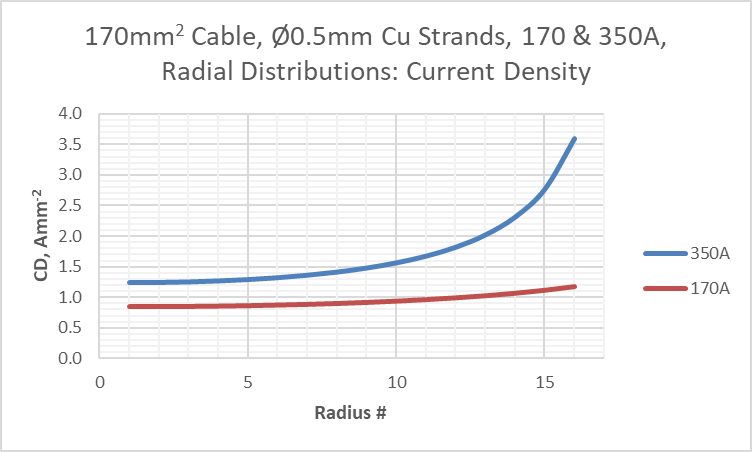 170mm² Cable, Ø0.5mm Cu Strands, 170 & 350A,
Radial Distributions: Current Density
4.0
3.5
3.0
2.5
2.0
1.5
1.0
0.5
0.0
CD, Amm⁻²
0 5 10 15
Radius #
350A
170A